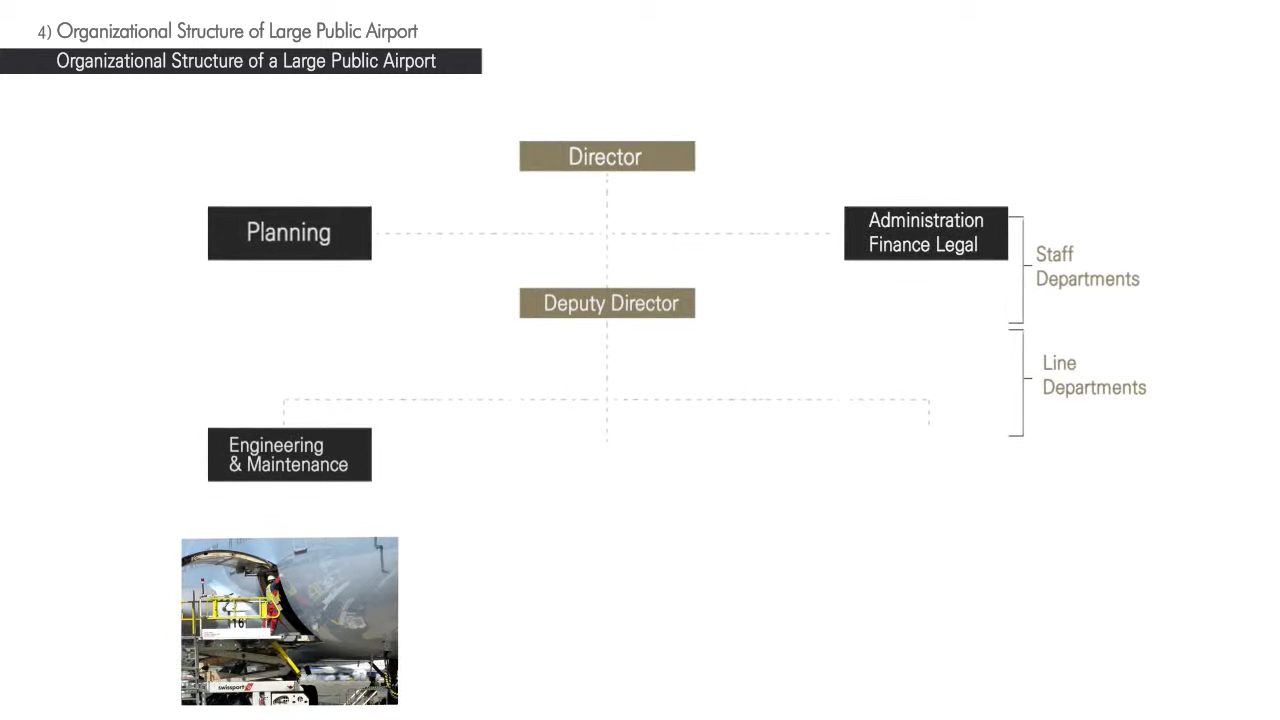 4) Organizational Structure of Large Public Airport
Organizational Structure of a Large Public Airport
Director
Planning
Administration
Finance Legal
Staff
Departments
Deputy Director
Line
Departments
Engineering
& Maintenance
16
swissport